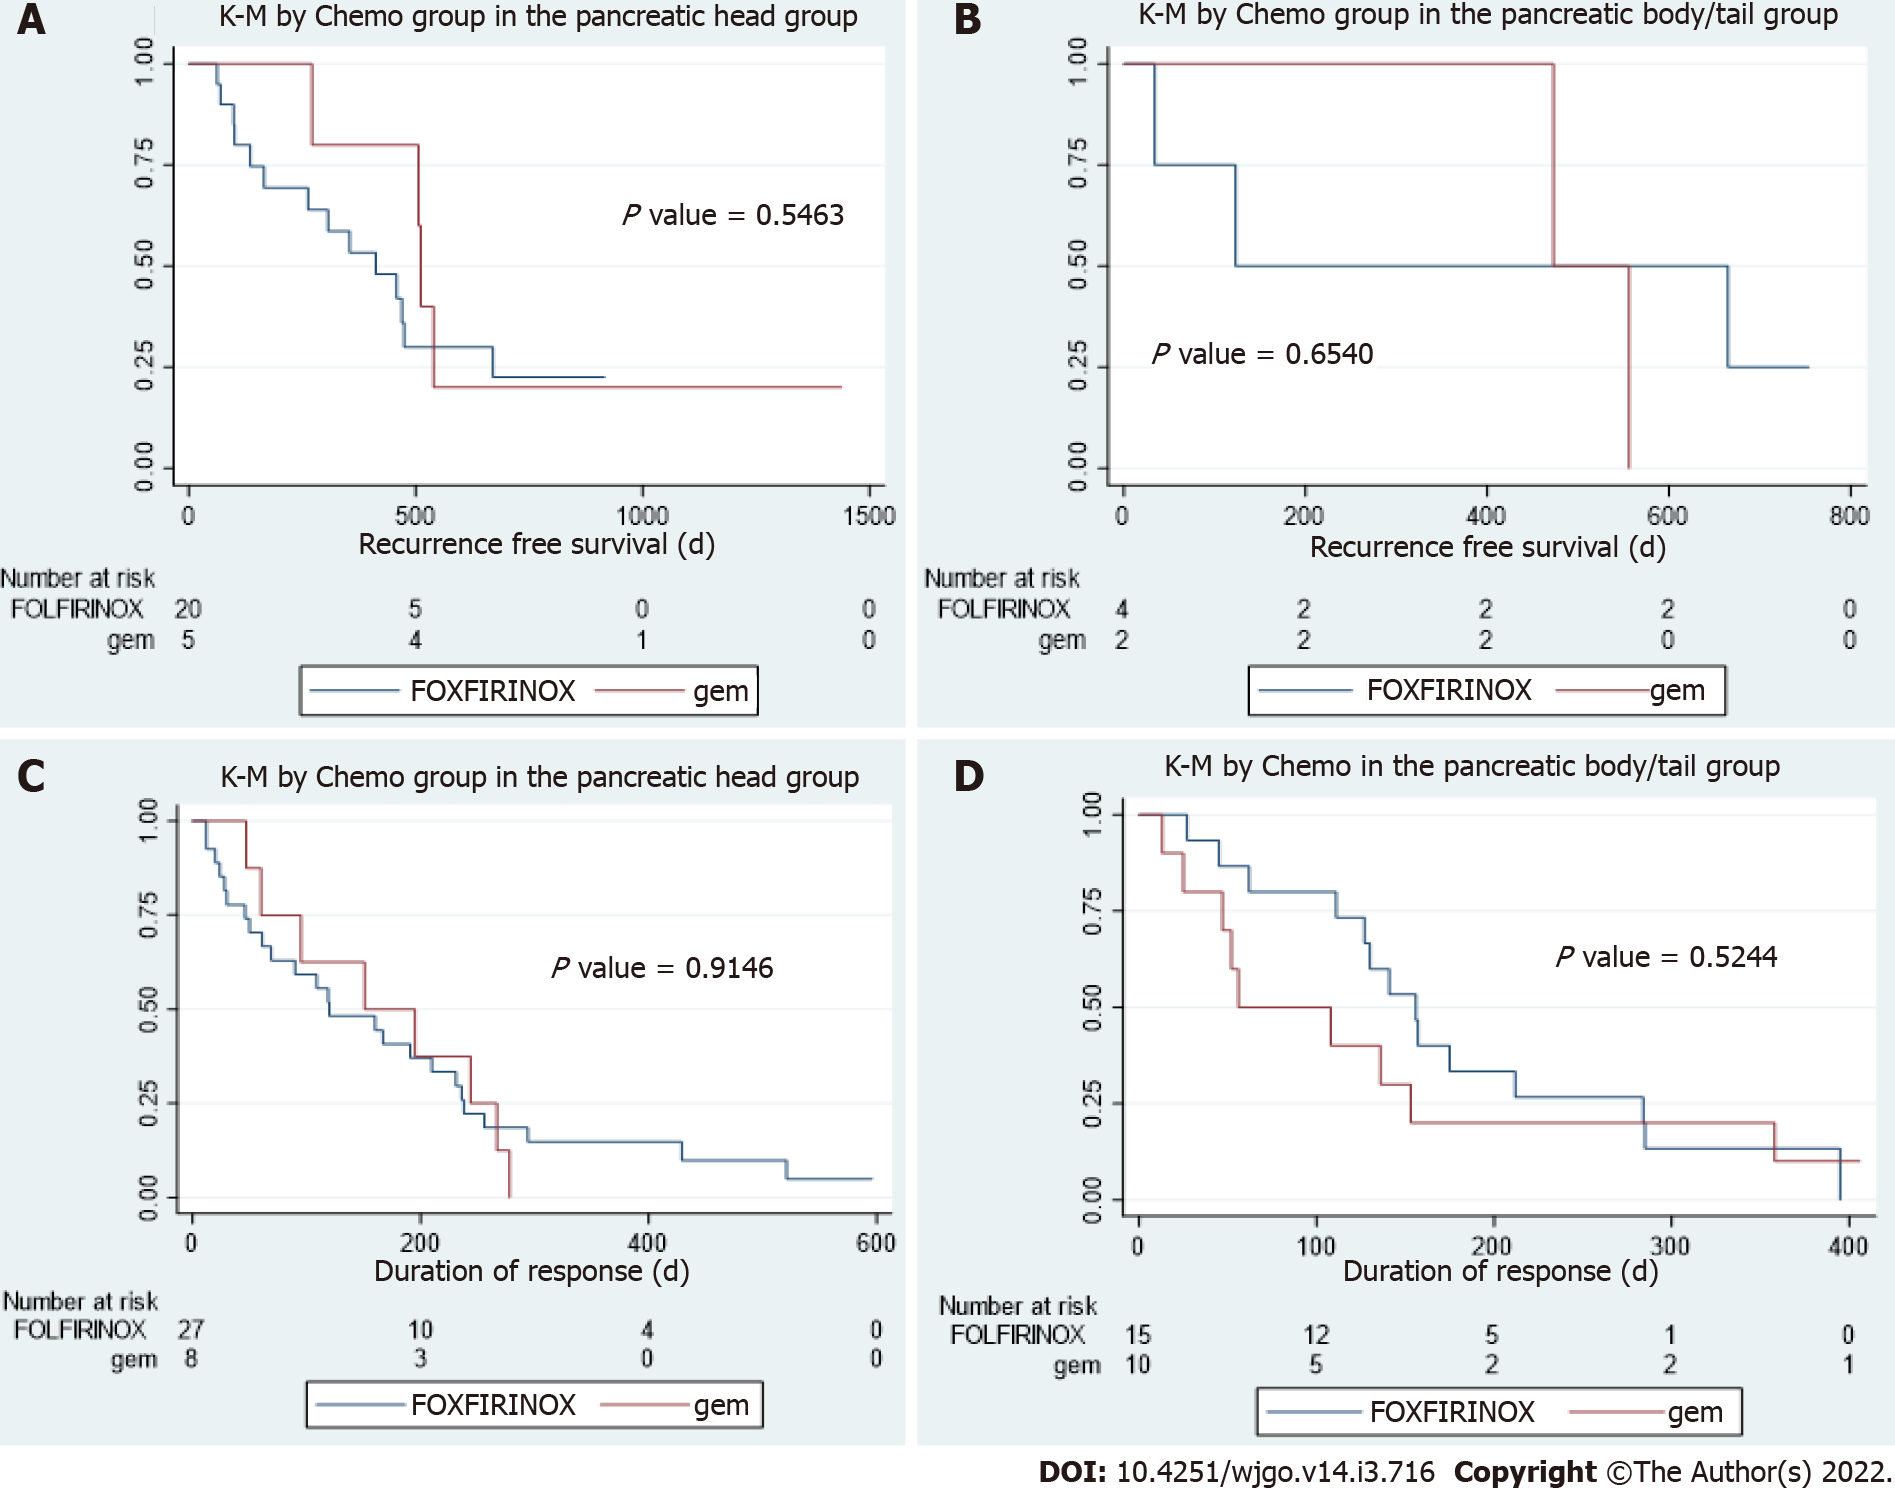 A
K-M by Chemo group in the pancreatic head group
1.00
0.75
0.50
0.25
0.00
P value = 0.5463
0 500 1000 1500
Recurrence free survival (d)
Number at risk
FOLFIRINOX 20 5 0 0
gem 5 4 1 0
FOXFIRINOX gem
B
K-M by Chemo group in the pancreatic body/tail group
1.00
0.75
0.50
0.25
0.00
P value = 0.6540
0 200 400 600 800
Recurrence free survival (d)
Number at risk
FOLFIRINOX 4 2 2 2 0
gem 2 2 2 0 0
FOXFIRINOX gem
C
K-M by Chemo group in the pancreatic head group
1.00
0.75
0.50
0.25
0.00
P value = 0.9146
0 200 400 600
Duration of response (d)
Number at risk
FOLFIRINOX 27 10 4 0
gem 8 3 0 0
FOXFIRINOX gem
D
K-M by Chemo in the pancreatic body/tail group
1.00
0.75
0.50
0.25
0.00
P value = 0.5244
0 100 200 300 400
Duration of response (d)
Number at risk
FOLFIRINOX 15 12 5 1 0
gem 10 5 2 2 1
FOXFIRINOX gem
DOI: 10.4251/wjgo.v14.i3.716 Copyright ©The Author(s) 2022.